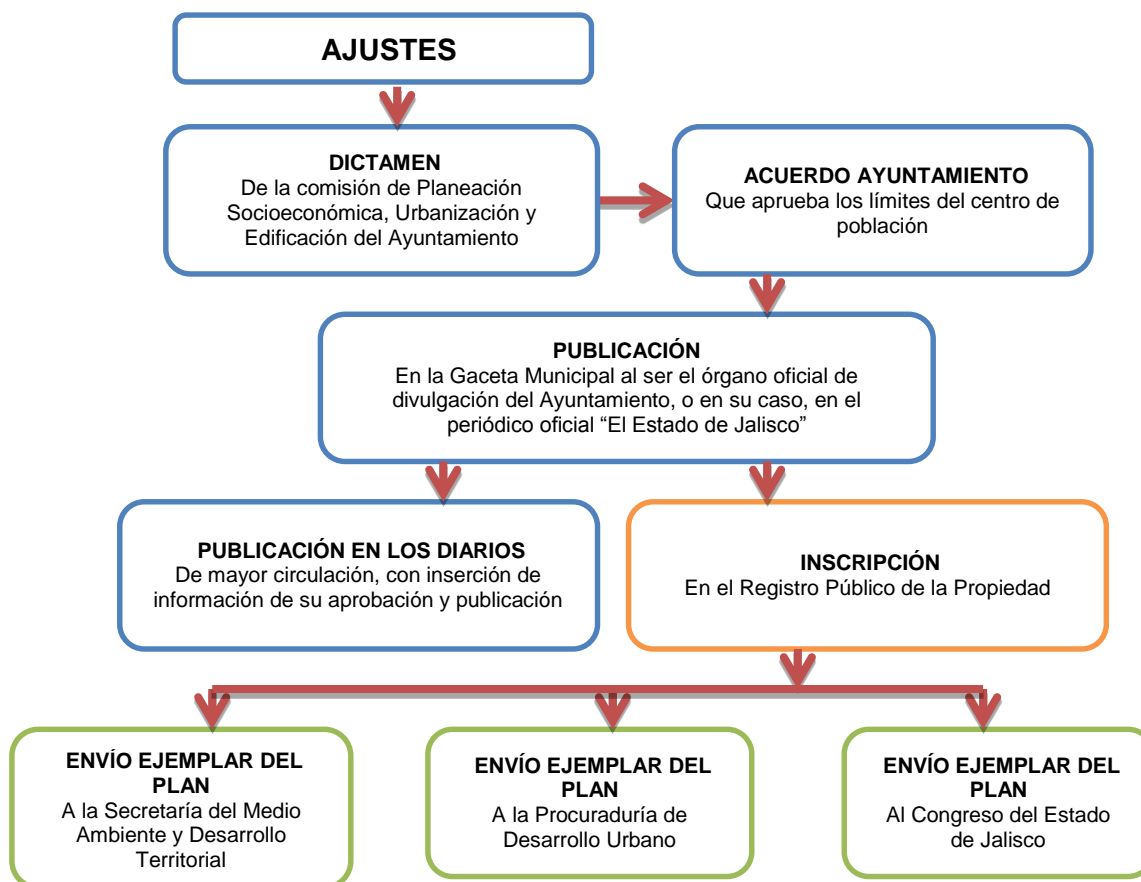 AJUSTES
DICTAMEN
De la comisión de Planeación
Socioeconómica, Urbanización y
Edificación del Ayuntamiento
ACUERDO AYUNTAMIENTO
Que aprueba los límites del centro de
población
PUBLICACIÓN
En la Gaceta Municipal al ser el órgano oficial de
divulgación del Ayuntamiento, o en su caso, en el
periódico oficial “El Estado de Jalisco”
PUBLICACIÓN EN LOS DIARIOS
De mayor circulación, con inserción de
información de su aprobación y publicación
INSCRIPCIÓN
En el Registro Público de la Propiedad
ENVÍO EJEMPLAR DEL
PLAN
A la Secretaría del Medio
Ambiente y Desarrollo
Territorial
ENVÍO EJEMPLAR DEL
PLAN
A la Procuraduría de
Desarrollo Urbano
ENVÍO EJEMPLAR DEL
PLAN
Al Congreso del Estado
de Jalisco